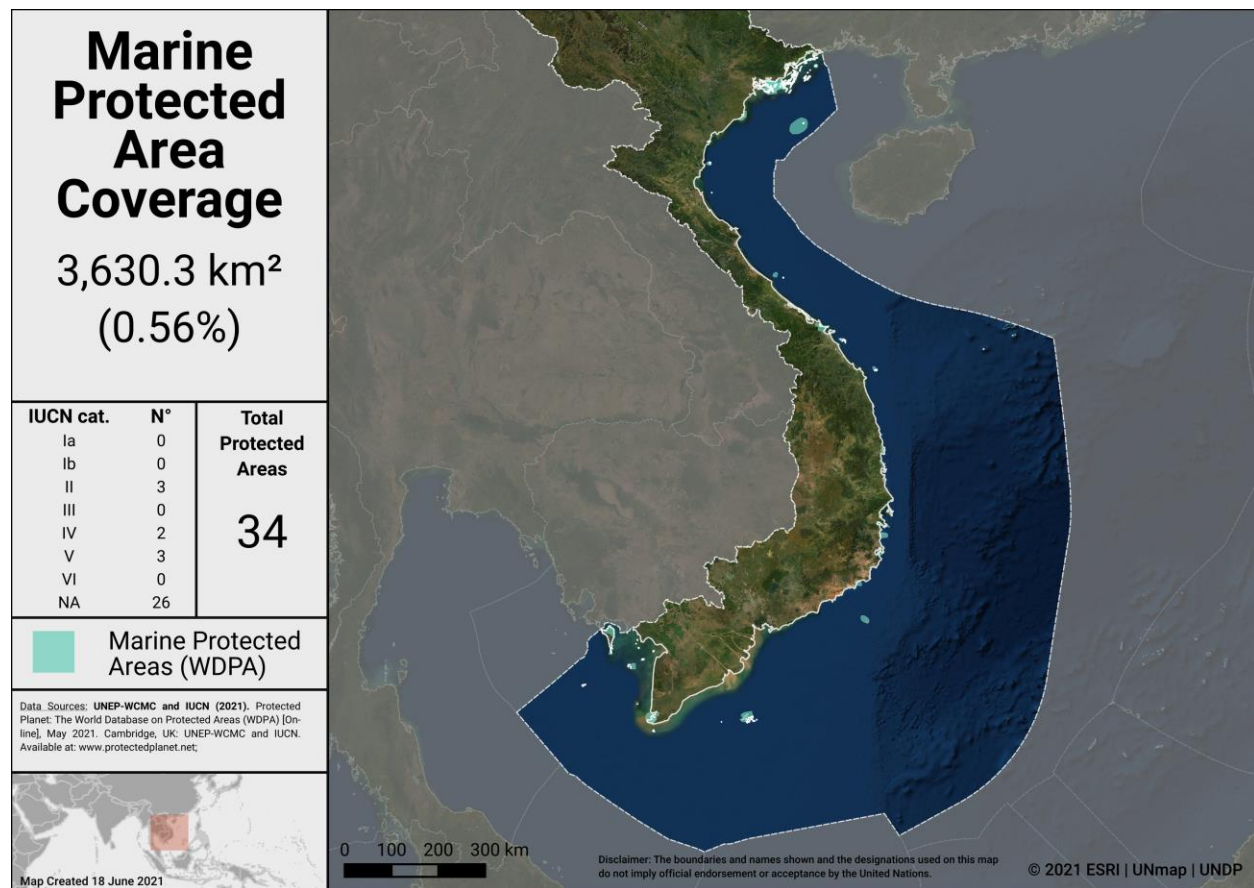 Marine
Protected
Area
Coverage
3,630.3 km²
(0.56%)
IUCN cat. N°
Ia 0
Ib 0
II 3
III 0
IV 2
V 3
VI 0
NA 26
Total
Protected
Areas
34
Marine Protected
Areas (WDPA)
Data Sources: UNEP-WCMC and IUCN (2021). Protected
Planet: The World Database on Protected Areas (WDPA) [On-
line], May 2021. Cambridge, UK: UNEP-WCMC and IUCN.
Available at: www.protectedplanet.net;
Map Created 18 June 2021
0 100 200 300 km
Disclaimer: The boundaries and names shown and the designations used on this map
do not imply official endorsement or acceptance by the United Nations.
© 2021 ESRI | UNmap | UNDP